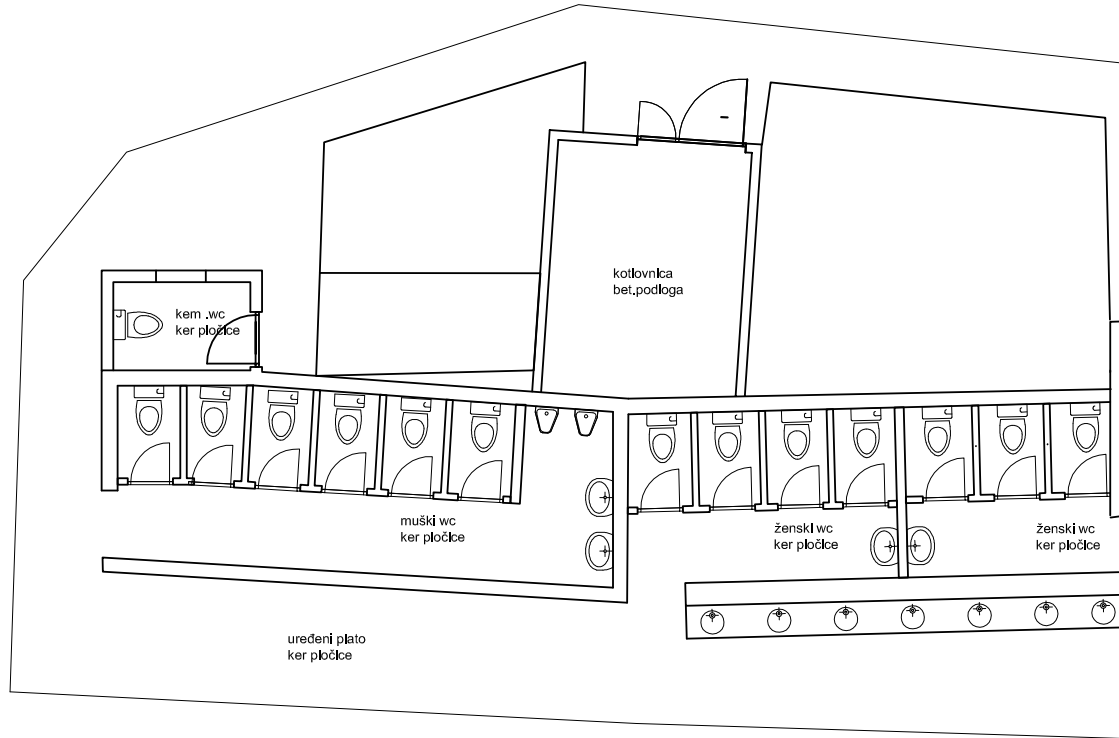 kotlovnica
bet.podloga
kem .wc
ker pločice
muški wc
ker pločice
ženski wc
ker pločice
ženski wc
ker pločice
uređeni plato
ker pločice